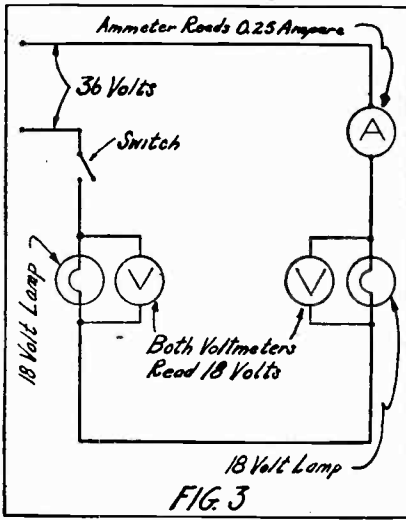 Ammeter Reads 0.25 Ampere
36 Volts
A
Switch
18 Volt Lamp
V
V
Both Voltmeters
Read 18 Volts
18 Volt Lamp
FIG. 3